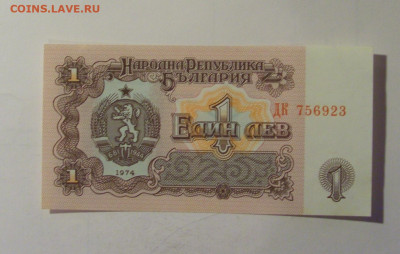 COINS.LAVE.RU
1
НАРОДНА РЕПУБЛИКА
БЪЛГАРИЯ
1
ДК 756923
ЕДИН ЛЕВ
1974
1
1